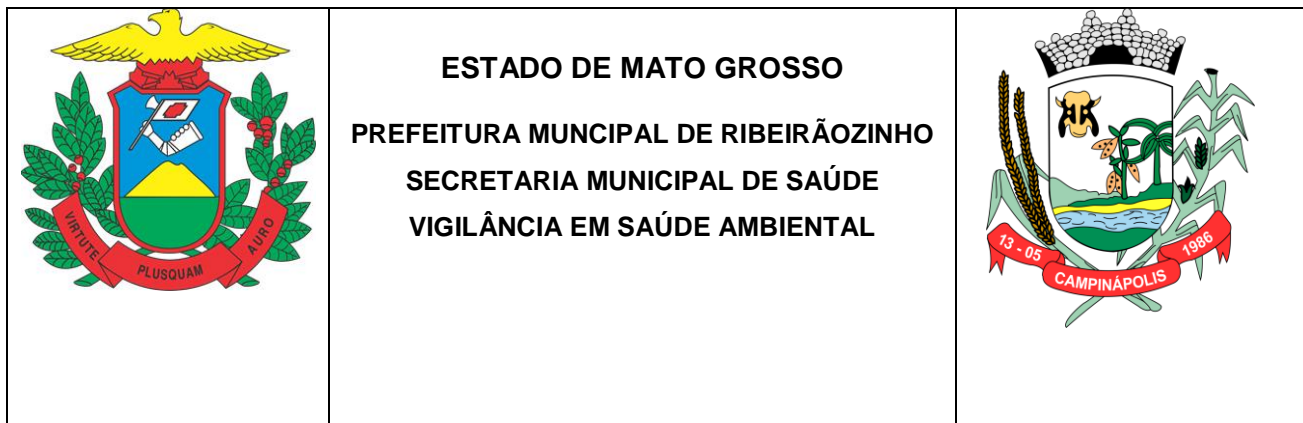 VIRTUTE PLUSQUAM AURO
ESTADO DE MATO GROSSO
PREFEITURA MUNCIPAL DE RIBEIRÃOZINHO
SECRETARIA MUNICIPAL DE SAÚDE
VIGILÂNCIA EM SAÚDE AMBIENTAL
13 - 05 CAMPINÁPOLIS 1986